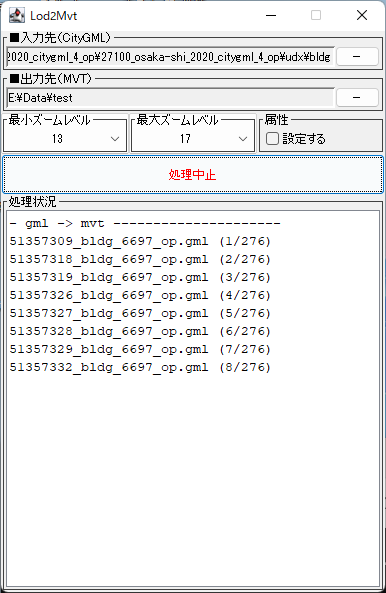 Lod2Mvt
■入力先(CityGML)
2020_citygml_4_op¥27100_osaka-shi_2020_citygml_4_op¥udx¥bldg
...
■出力先(MVT)
E:¥Data¥test
...
最小ズームレベル
13
最大ズームレベル
17
属性
設定する
処理中止
処理状況
- gml -> mvt ---------------------
51357309_bldg_6697_op.gml (1/276)
51357318_bldg_6697_op.gml (2/276)
51357319_bldg_6697_op.gml (3/276)
51357326_bldg_6697_op.gml (4/276)
51357327_bldg_6697_op.gml (5/276)
51357328_bldg_6697_op.gml (6/276)
51357329_bldg_6697_op.gml (7/276)
51357332_bldg_6697_op.gml (8/276)